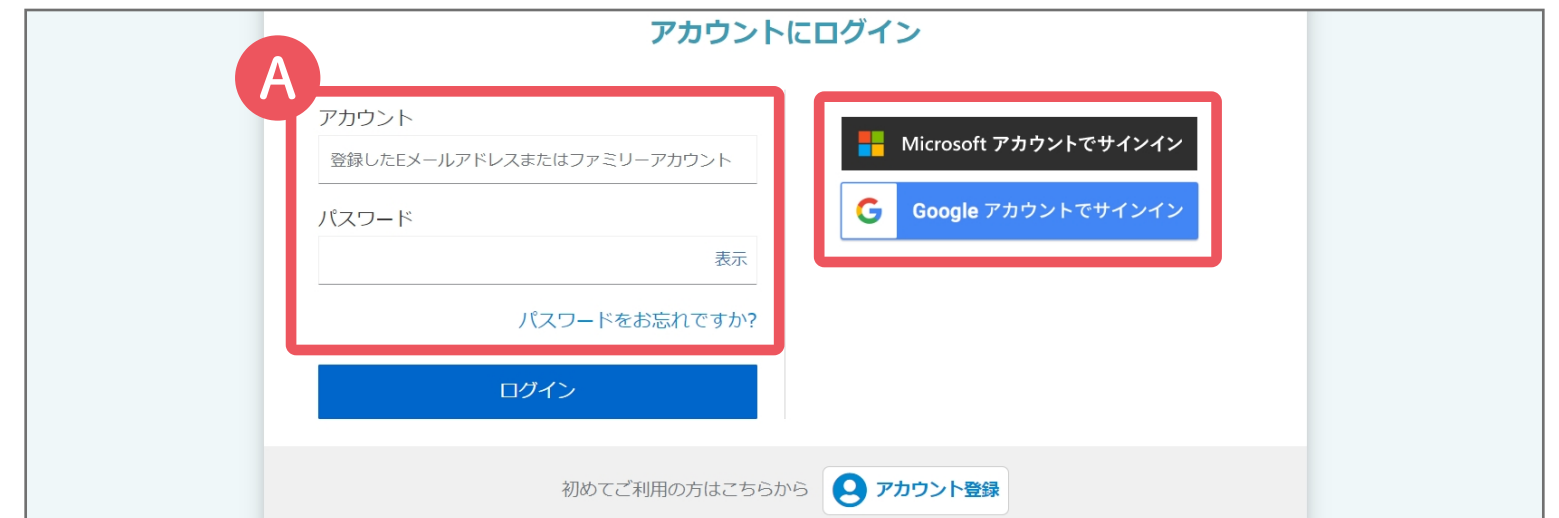 アカウントにログイン
A
アカウント
登録したEメールアドレスまたはファミリーアカウント
パスワード
表示
パスワードをお忘れですか?
ログイン
Microsoft アカウントでサインイン
Google アカウントでサインイン
初めてご利用の方はこちらから
アカウント登録